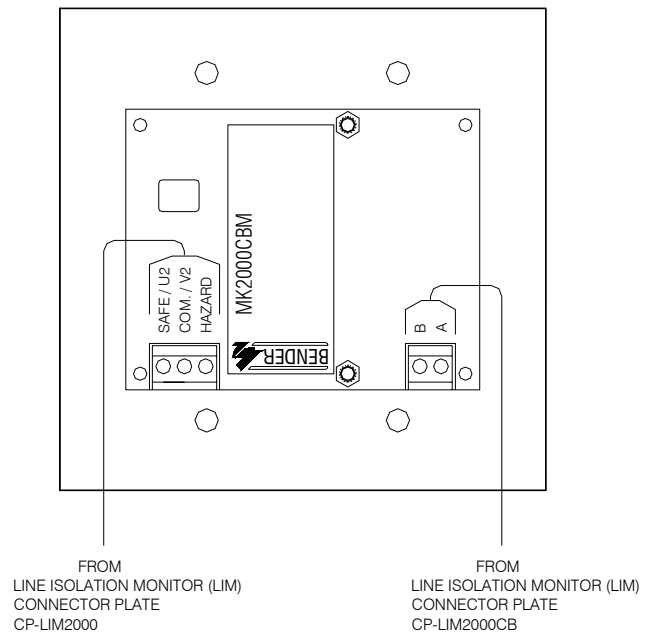 SAFE / U2
COM. / V2
HAZARD
MK2000CBM
BENDER
B
A
FROM
LINE ISOLATION MONITOR (LIM)
CONNECTOR PLATE
CP-LIM2000
FROM
LINE ISOLATION MONITOR (LIM)
CONNECTOR PLATE
CP-LIM2000CB